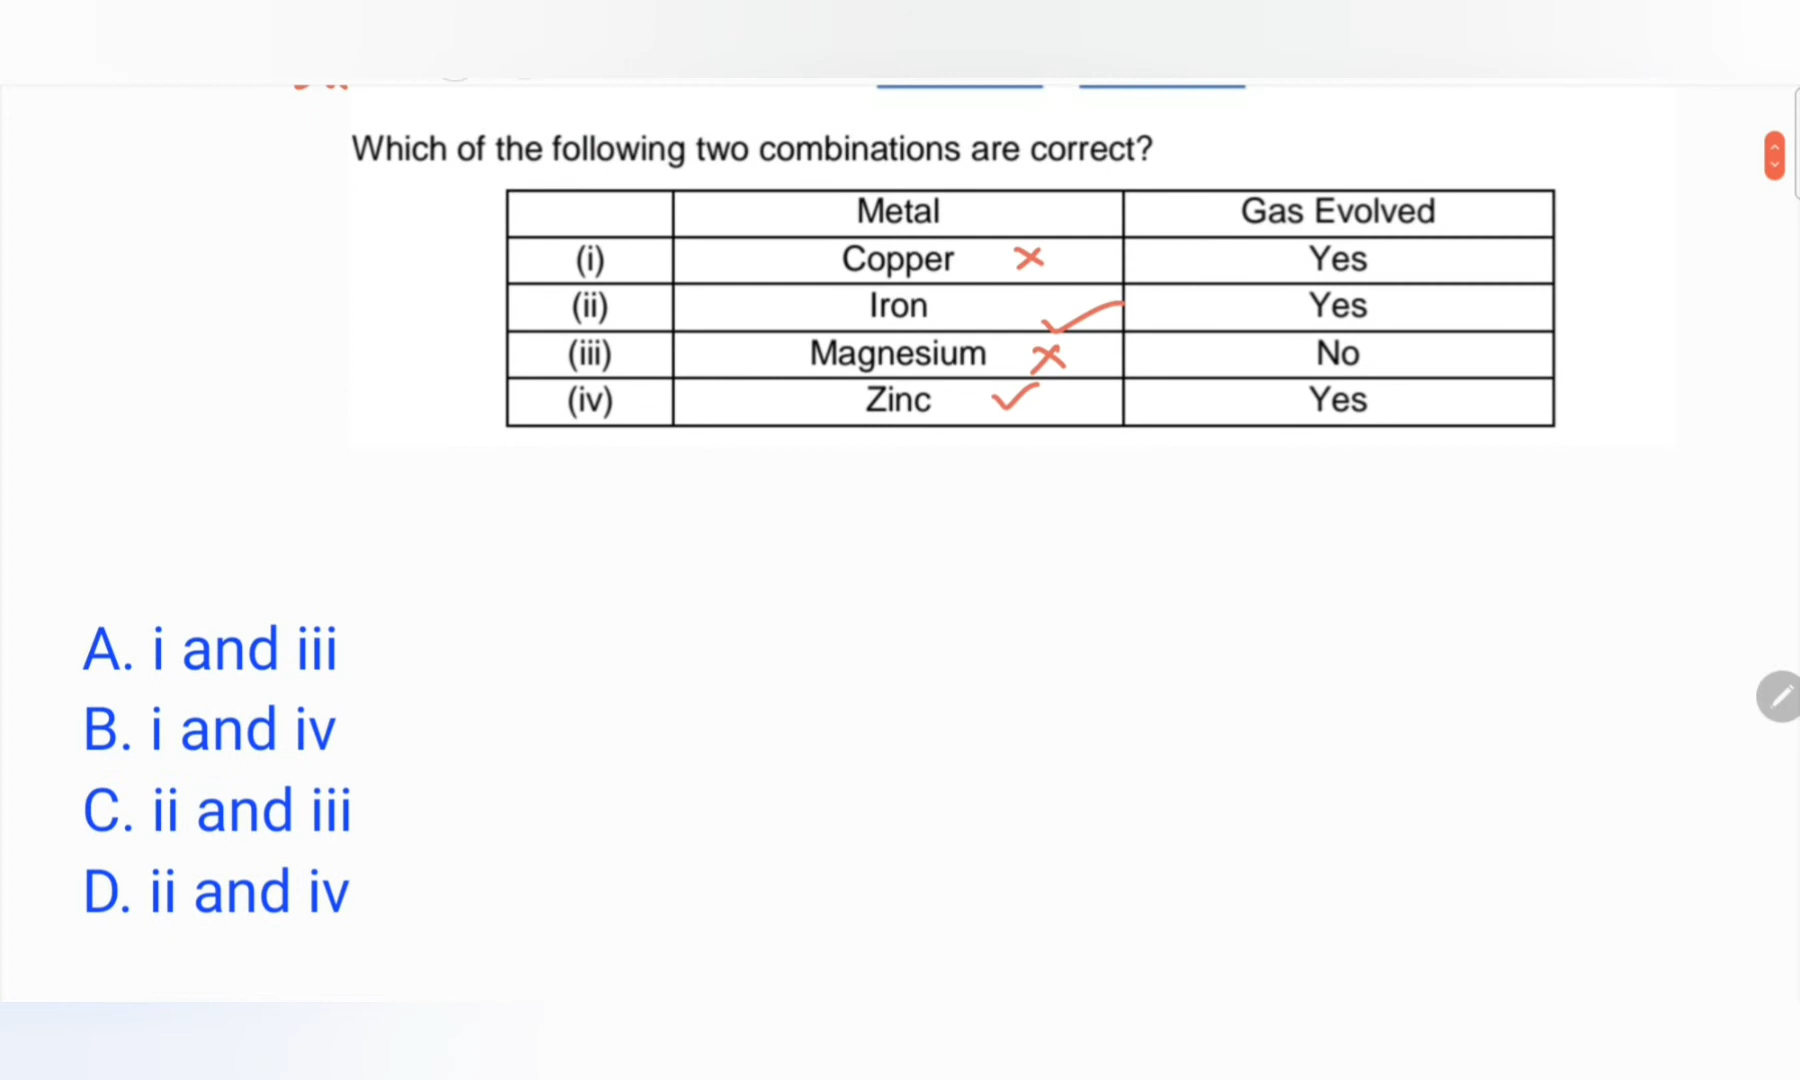 Which of the following two combinations are correct?
Metal Gas Evolved
(i) Copper Yes
(ii) Iron Yes
(iii) Magnesium No
(iv) Zinc Yes
A. i and iii
B. i and iv
C. ii and iii
D. ii and iv